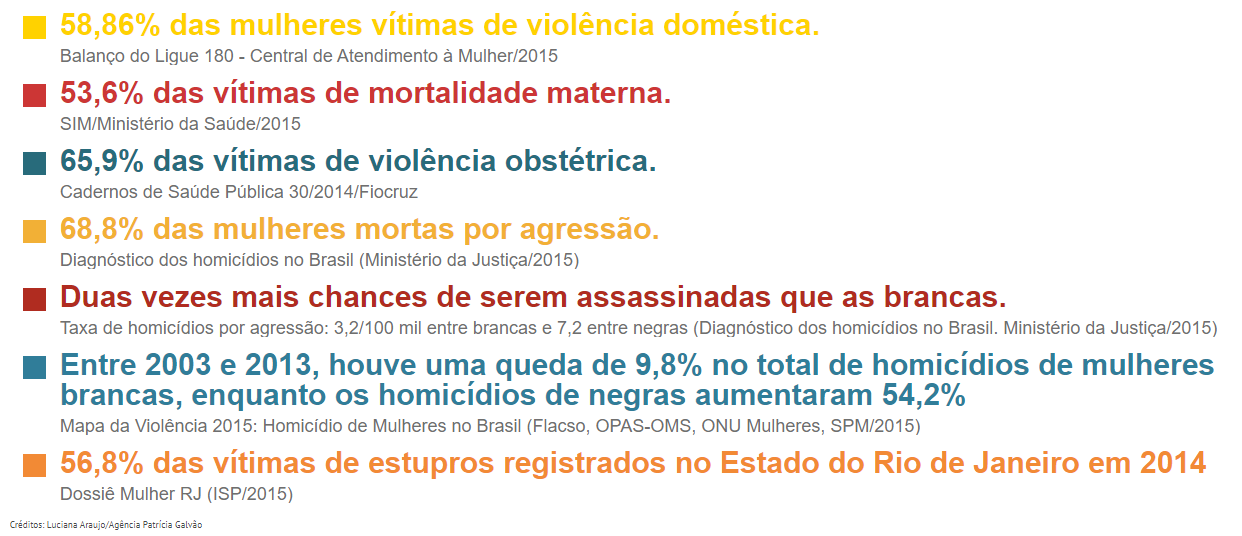 58,86% das mulheres vítimas de violência doméstica.
Balanço do Ligue 180 - Central de Atendimento à Mulher/2015
53,6% das vítimas de mortalidade materna.
SIM/Ministério da Saúde/2015
65,9% das vítimas de violência obstétrica.
Cadernos de Saúde Pública 30/2014/Fiocruz
68,8% das mulheres mortas por agressão.
Diagnóstico dos homicídios no Brasil (Ministério da Justiça/2015)
Duas vezes mais chances de serem assassinadas que as brancas.
Taxa de homicídios por agressão: 3,2/100 mil entre brancas e 7,2 entre negras (Diagnóstico dos homicídios no Brasil. Ministério da Justiça/2015)
Entre 2003 e 2013, houve uma queda de 9,8% no total de homicídios de mulheres
brancas, enquanto os homicídios de negras aumentaram 54,2%
Mapa da Violência 2015: Homicídio de Mulheres no Brasil (Flacso, OPAS-OMS, ONU Mulheres, SPM/2015)
56,8% das vítimas de estupros registrados no Estado do Rio de Janeiro em 2014
Dossiê Mulher RJ (ISP/2015)
Créditos: Luciana Araujo/Agência Patrícia Galvão